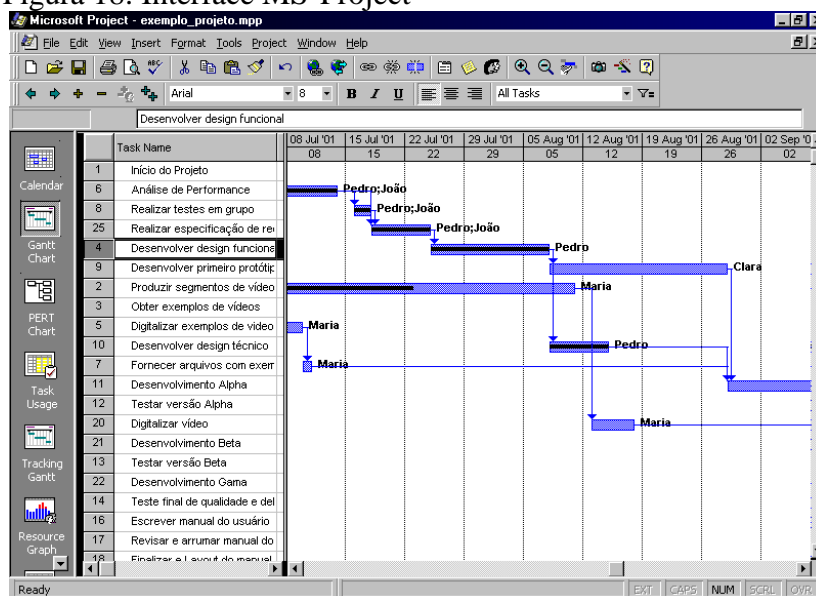 Figura 18: Interface MS-Project
Microsoft Project - exemplo_projeto.mpp
File Edit View Insert Format Tools Project Window Help
Arial 8 B I U All Tasks
Desenvolver design funcional
Task Name
08 Jul '01 15 Jul '01 22 Jul '01 29 Jul '01 05 Aug '01 12 Aug '01 19 Aug '01 26 Aug '01 02 Sep '0
08 15 22 29 05 12 19 26 02
Calendar
Gantt
Chart
PERT
Chart
Task
Usage
Tracking
Gantt
Resource
Graph
1 Início do Projeto
6 Análise de Performance Pedro;João
8 Realizar testes em grupo Pedro;João
25 Realizar especificação de re Pedro;João
4 Desenvolver design funciona Pedro
9 Desenvolver primeiro protótip Clara
2 Produzir segmentos de vídeo Maria
3 Obter exemplos de vídeos
5 Digitalizar exemplos de video Maria
10 Desenvolver design técnico Pedro
7 Fornecer arquivos com exem Maria
11 Desenvolvimento Alpha
12 Testar versão Alpha
20 Digitalizar vídeo Maria
21 Desenvolvimento Beta
13 Testar versão Beta
22 Desenvolvimento Gama
14 Teste final de qualidade e del
16 Escrever manual do usuário
17 Revisar e arrumar manual do
18 Finalizar e Layout do manual
Ready EXT CAPS NUM SCRL OVR